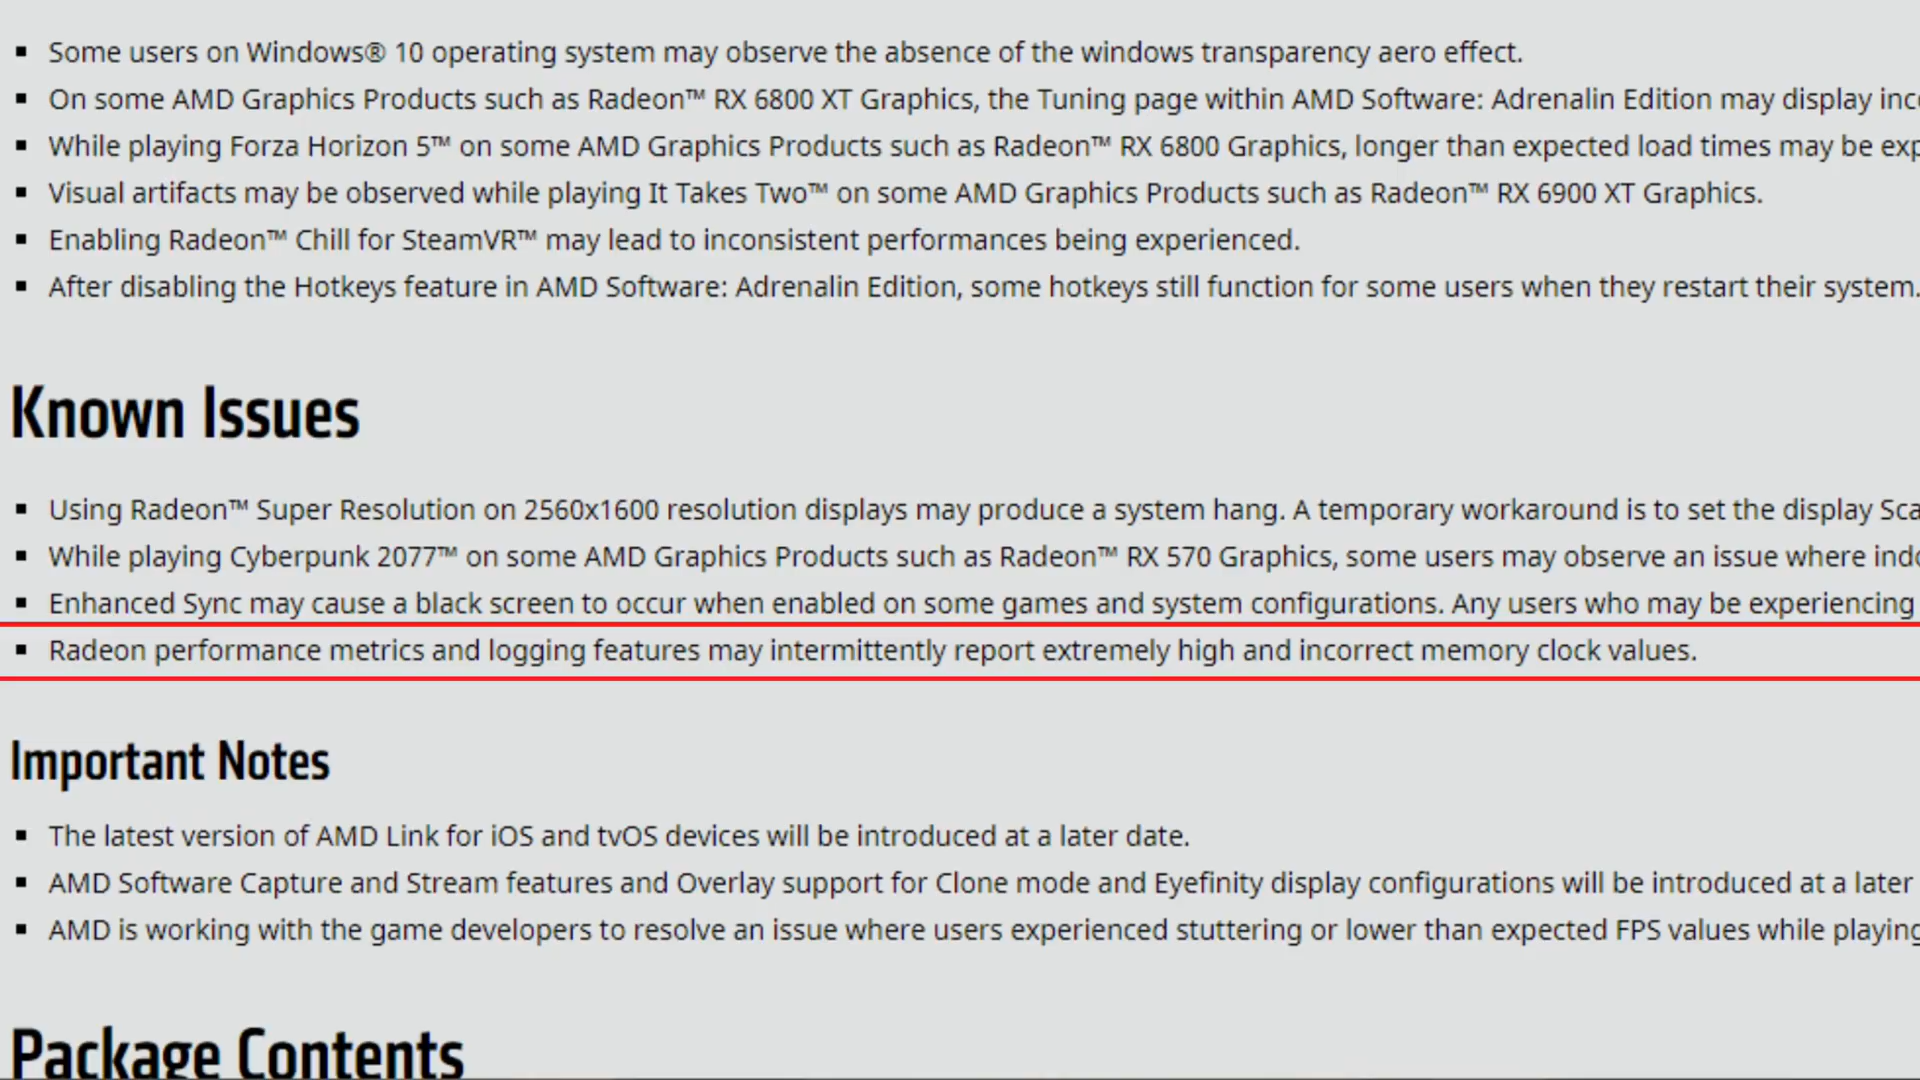 ▪ Some users on Windows® 10 operating system may observe the absence of the windows transparency aero effect.
▪ On some AMD Graphics Products such as Radeon™ RX 6800 XT Graphics, the Tuning page within AMD Software: Adrenalin Edition may display
▪ While playing Forza Horizon 5™ on some AMD Graphics Products such as Radeon™ RX 6800 Graphics, longer than expected load times may be
▪ Visual artifacts may be observed while playing It Takes Two™ on some AMD Graphics Products such as Radeon™ RX 6900 XT Graphics.
▪ Enabling Radeon™ Chill for SteamVR™ may lead to inconsistent performances being experienced.
▪ After disabling the Hotkeys feature in AMD Software: Adrenalin Edition, some hotkeys still function for some users when they restart their system.
Known Issues
▪ Using Radeon™ Super Resolution on 2560x1600 resolution displays may produce a system hang. A temporary workaround is to set the display
▪ While playing Cyberpunk 2077™ on some AMD Graphics Products such as Radeon™ RX 570 Graphics, some users may observe an issue where
▪ Enhanced Sync may cause a black screen to occur when enabled on some games and system configurations. Any users who may be experiencing
▪ Radeon performance metrics and logging features may intermittently report extremely high and incorrect memory clock values.
Important Notes
▪ The latest version of AMD Link for iOS and tvOS devices will be introduced at a later date.
▪ AMD Software Capture and Stream features and Overlay support for Clone mode and Eyefinity display configurations will be introduced at a later
▪ AMD is working with the game developers to resolve an issue where users experienced stuttering or lower than expected FPS values while playing
Package Contents